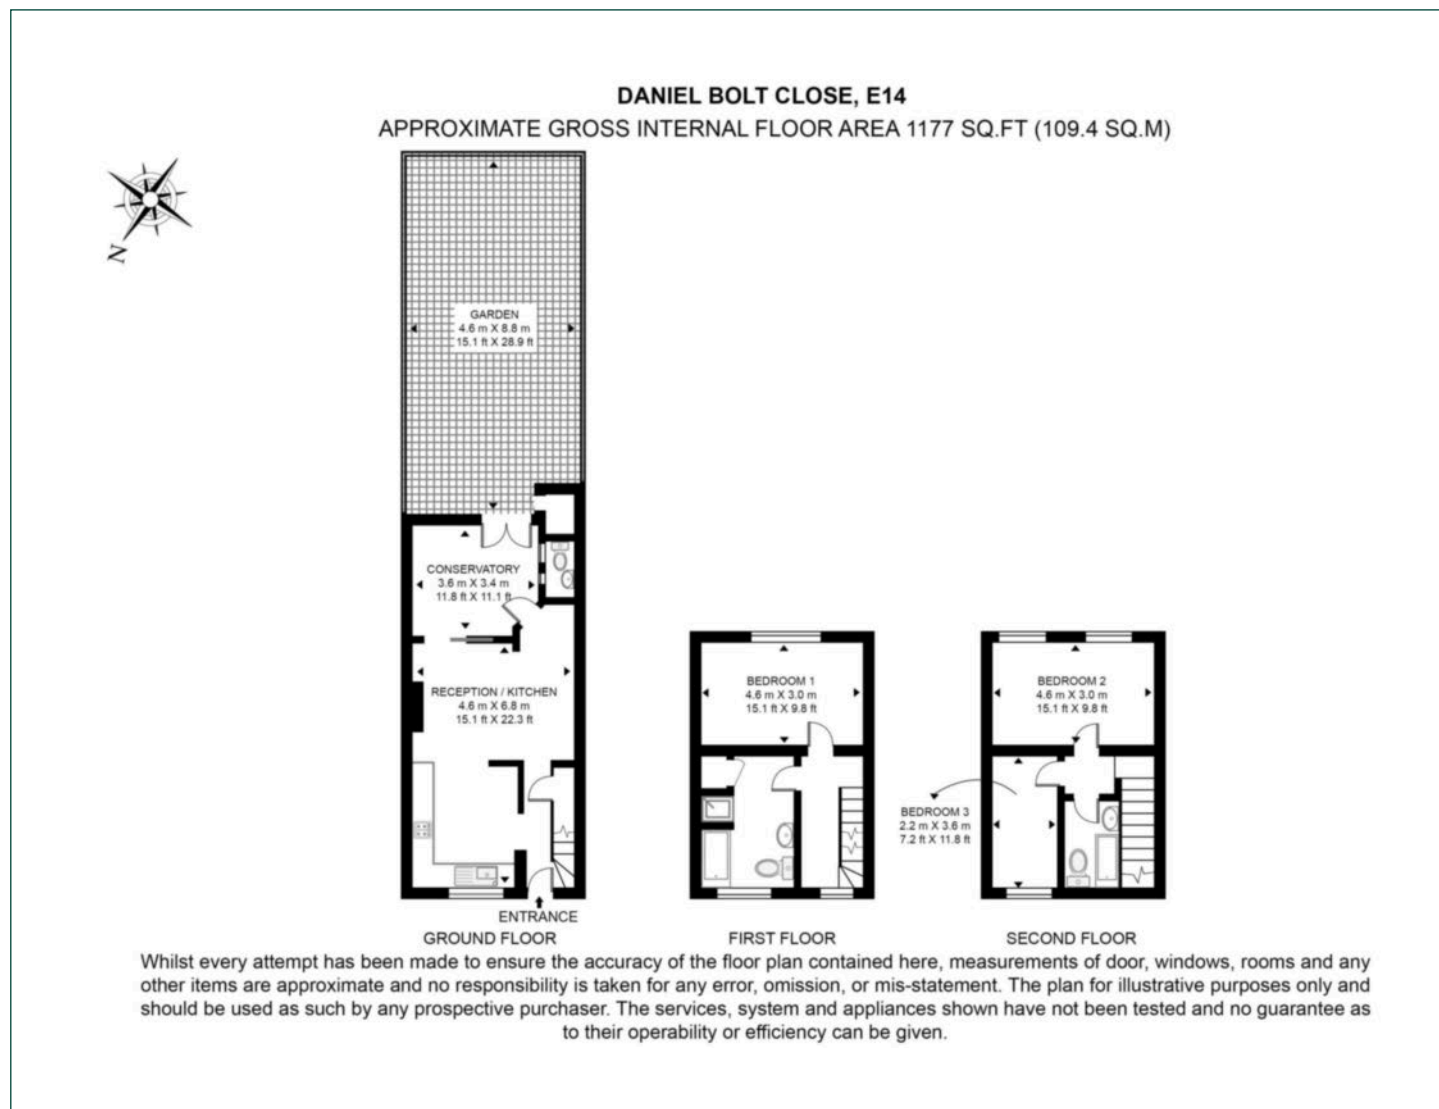 DANIEL BOLT CLOSE, E14
APPROXIMATE GROSS INTERNAL FLOOR AREA 1177 SQ.FT (109.4 SQ.M)
N
GARDEN
4.6 m X 8.8 m
15.1 ft X 28.9 ft
CONSERVATORY
3.6 m X 3.4 m
11.8 ft X 11.1 ft
RECEPTION / KITCHEN
4.6 m X 6.8 m
15.1 ft X 22.3 ft
ENTRANCE
GROUND FLOOR
BEDROOM 1
4.6 m X 3.0 m
15.1 ft X 9.8 ft
FIRST FLOOR
BEDROOM 2
4.6 m X 3.0 m
15.1 ft X 9.8 ft
BEDROOM 3
2.2 m X 3.6 m
7.2 ft X 11.8 ft
SECOND FLOOR
Whilst every attempt has been made to ensure the accuracy of the floor plan contained here, measurements of door, windows, rooms and any
other items are approximate and no responsibility is taken for any error, omission, or mis-statement. The plan for illustrative purposes only and
should be used as such by any prospective purchaser. The services, system and appliances shown have not been tested and no guarantee as
to their operability or efficiency can be given.